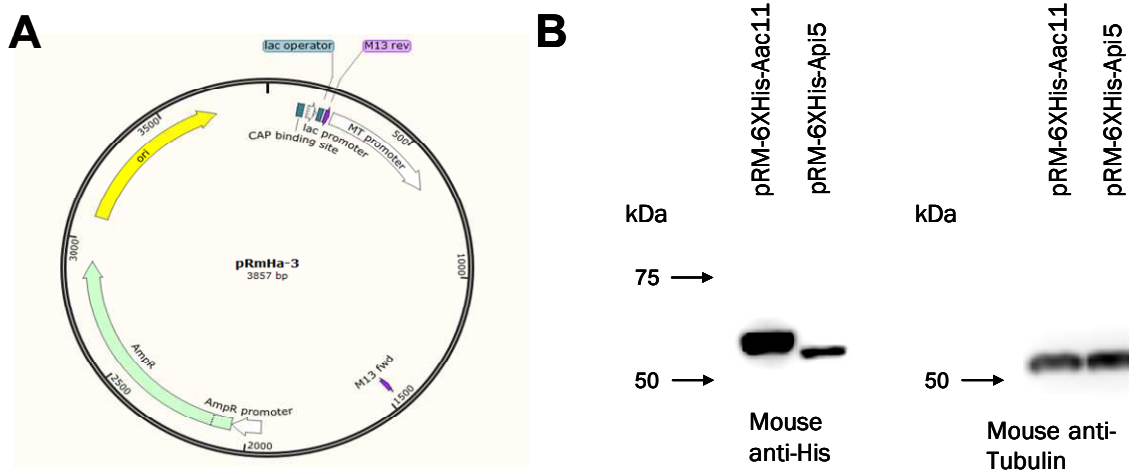 A
lac operator
M13 rev
CAP binding site
lac promoter
MT promoter
500
1000
M13 fwd
1500
2000
AmpR promoter
AmpR
2500
3000
ori
3500
pRmHa-3
3857 bp
B
pRM-6XHis-Aac11
pRM-6XHis-Api5
kDa
75
50
Mouse
anti-His
pRM-6XHis-Aac11
pRM-6XHis-Api5
kDa
50
Mouse anti-
Tubulin